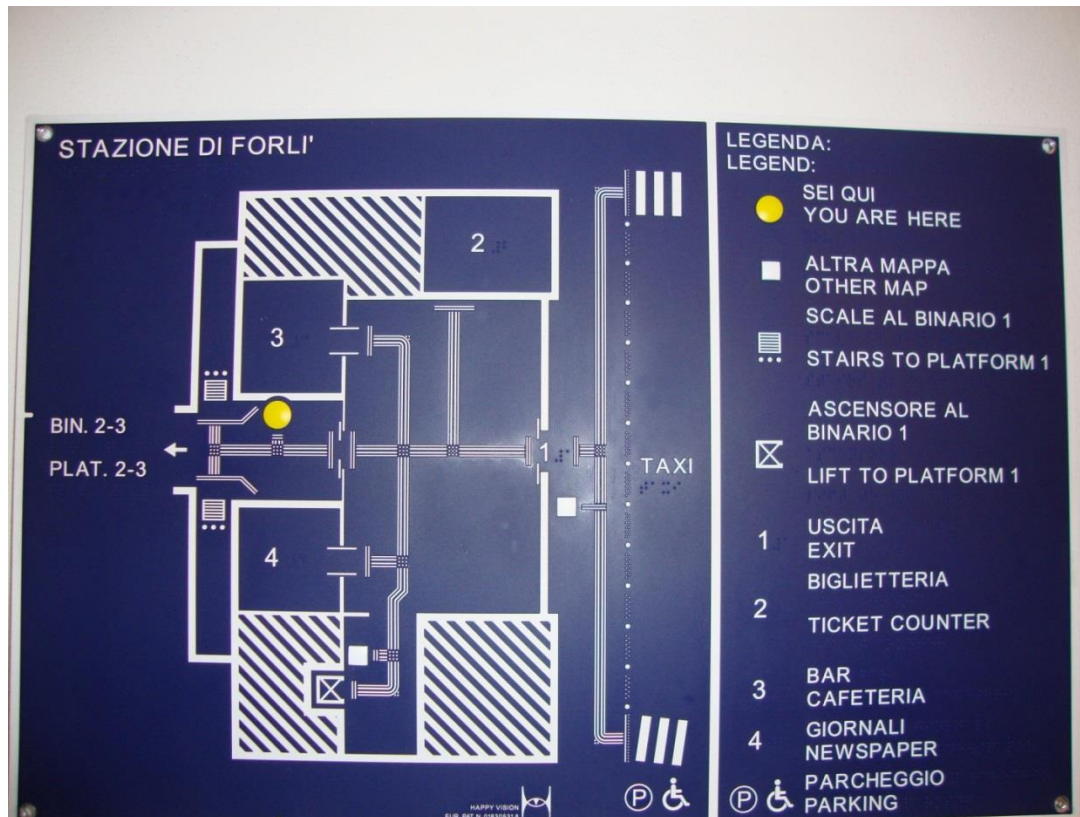 STAZIONE DI FORLI'
2
3
BIN. 2-3
PLAT. 2-3
1
TAXI
4
HAPPY VISION
P
LEGENDA:
LEGEND:
SEI QUI
YOU ARE HERE
ALTRA MAPPA
OTHER MAP
SCALE AL BINARIO 1
STAIRS TO PLATFORM 1
ASCENSORE AL
BINARIO 1
LIFT TO PLATFORM 1
1 USCITA
EXIT
BIGLIETTERIA
2
TICKET COUNTER
3 BAR
CAFETERIA
4 GIORNALI
NEWSPAPER
P PARCHEGGIO
PARKING